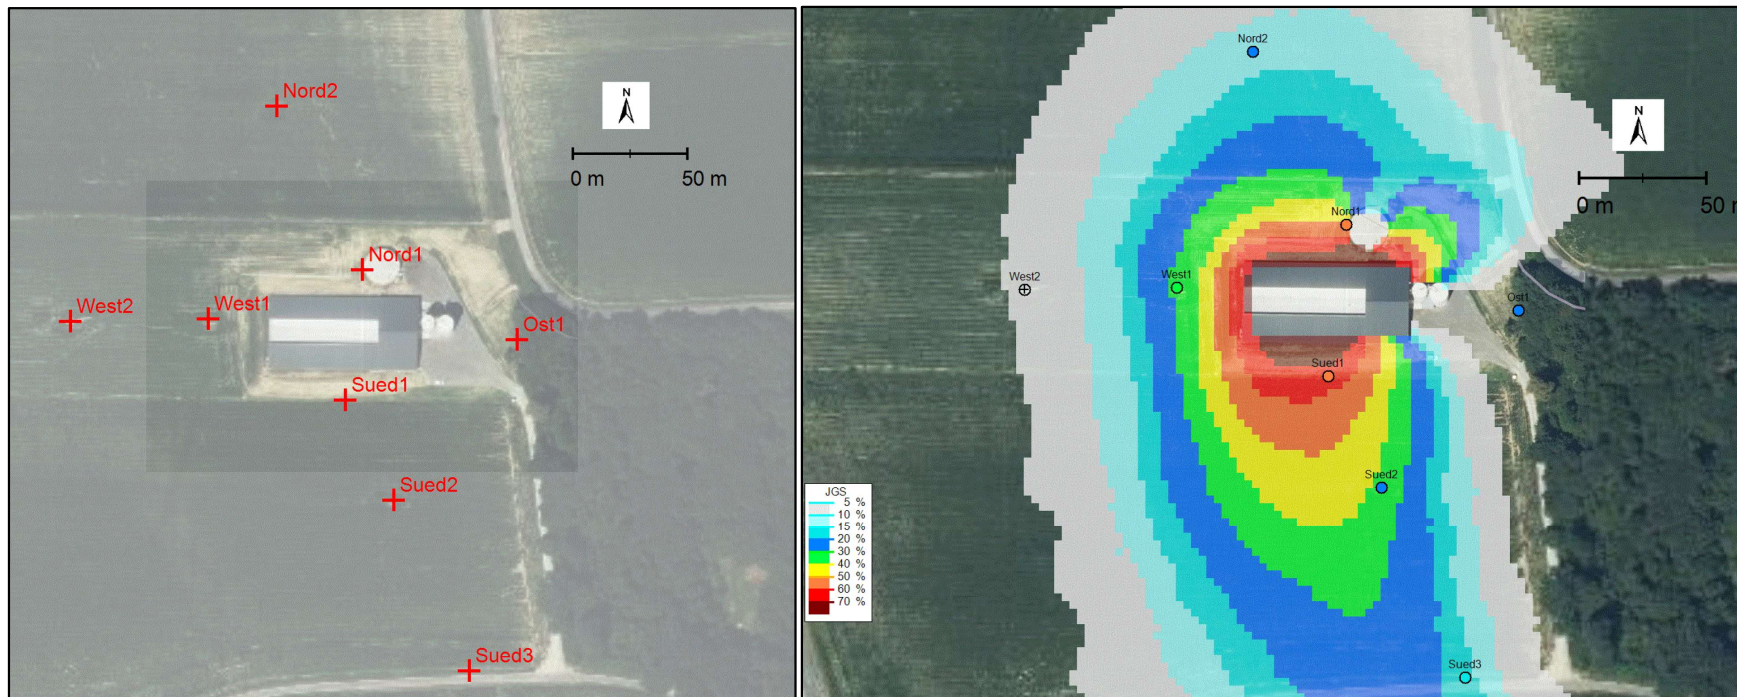 Nord2
N
0 m 50 m
Nord1
West2
West1
Ost1
Sued1
Sued2
Sued3
Nord2
N
0 m 50 m
Nord1
West2
West1
Ost1
Sued1
Sued2
JGS
5 %
10 %
15 %
20 %
30 %
40 %
50 %
60 %
70 %
Sued3